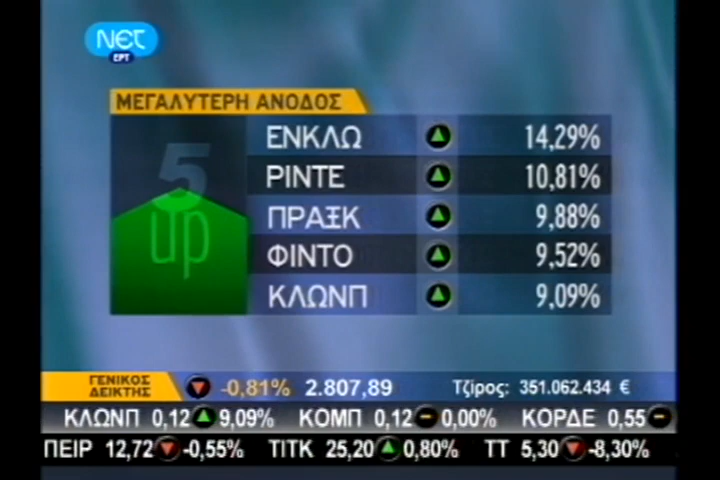 NET
ΕΡΤ
ΜΕΓΑΛΥΤΕΡΗ ΑΝΟΔΟΣ
5
up
ΕΝΚΛΩ 14,29%
ΡΙΝΤΕ 10,81%
ΠΡΑΞΚ 9,88%
ΦΙΝΤΟ 9,52%
ΚΛΩΝΠ 9,09%
ΓΕΝΙΚΟΣ
ΔΕΙΚΤΗΣ -0,81% 2.807,89 Τζίρος: 351.062.434 €
ΚΛΩΝΠ 0,12 9,09% ΚΟΜΠ 0,12 0,00% ΚΟΡΔΕ 0,55
ΠΕΙΡ 12,72 -0,55% ΤΙΤΚ 25,20 0,80% ΤΤ 5,30 -8,30%